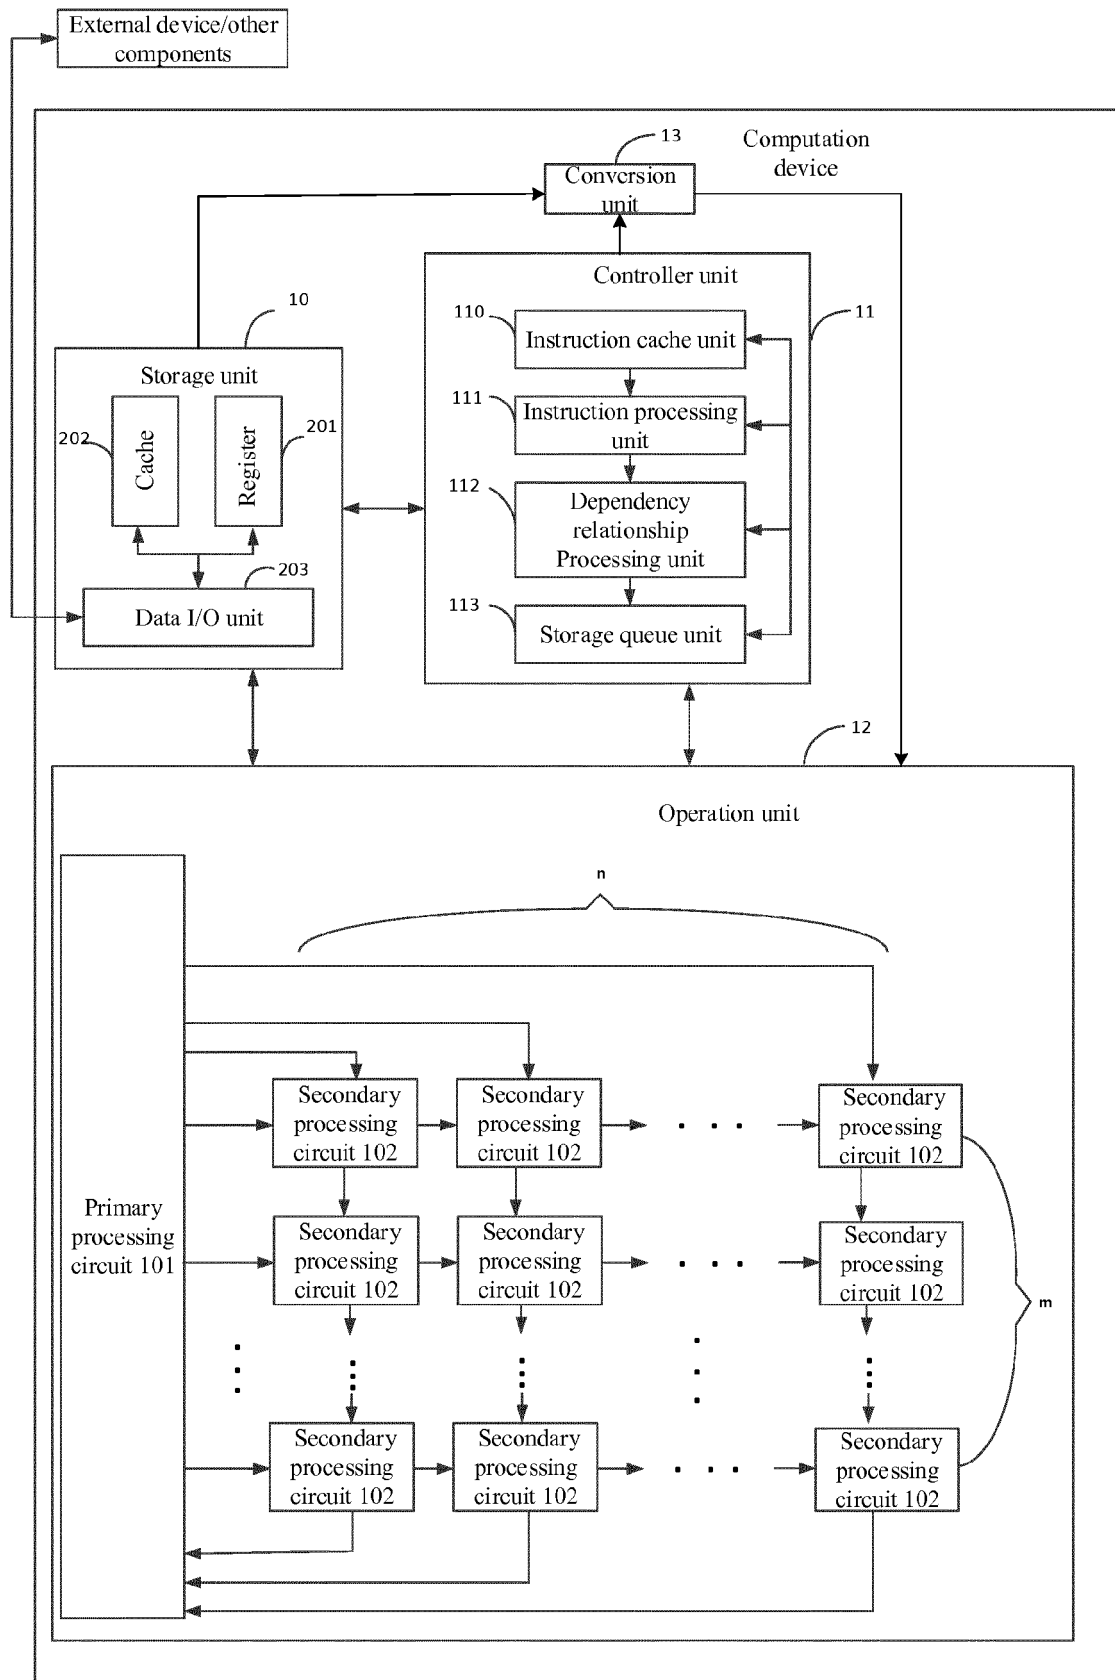 External device/other
components
13
Computation
device
Conversion
unit
Controller unit
10
110
11
Instruction cache unit
Storage unit
111
Instruction processing
unit
202
201
Cache
Register
112
Dependency
relationship
Processing unit
203
113
Data I/O unit
Storage queue unit
12
Operation unit
n
Secondary
processing
circuit 102
Secondary
processing
circuit 102
. . .
Secondary
processing
circuit 102
Primary
processing
circuit 101
Secondary
processing
circuit 102
Secondary
processing
circuit 102
. . .
Secondary
processing
circuit 102
m
Secondary
processing
circuit 102
Secondary
processing
circuit 102
. . .
Secondary
processing
circuit 102